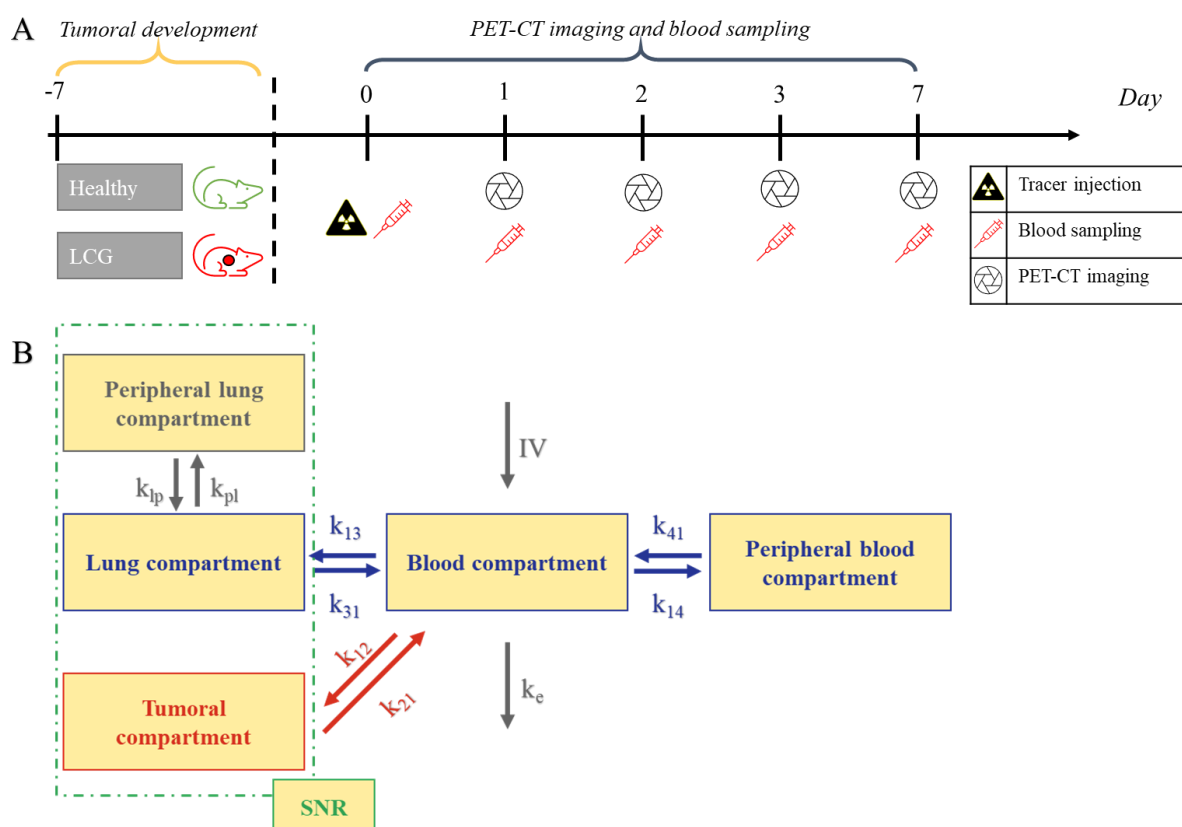 A
Tumoral development
PET-CT imaging and blood sampling
-7
0
1
2
3
7
Day
Healthy
LCG
Tracer injection
Blood sampling
PET-CT imaging
B
Peripheral lung
compartment
IV
klp
kpl
k13
k41
Lung compartment
Blood compartment
Peripheral blood
compartment
k31
k14
k12
k21
ke
Tumoral
compartment
SNR